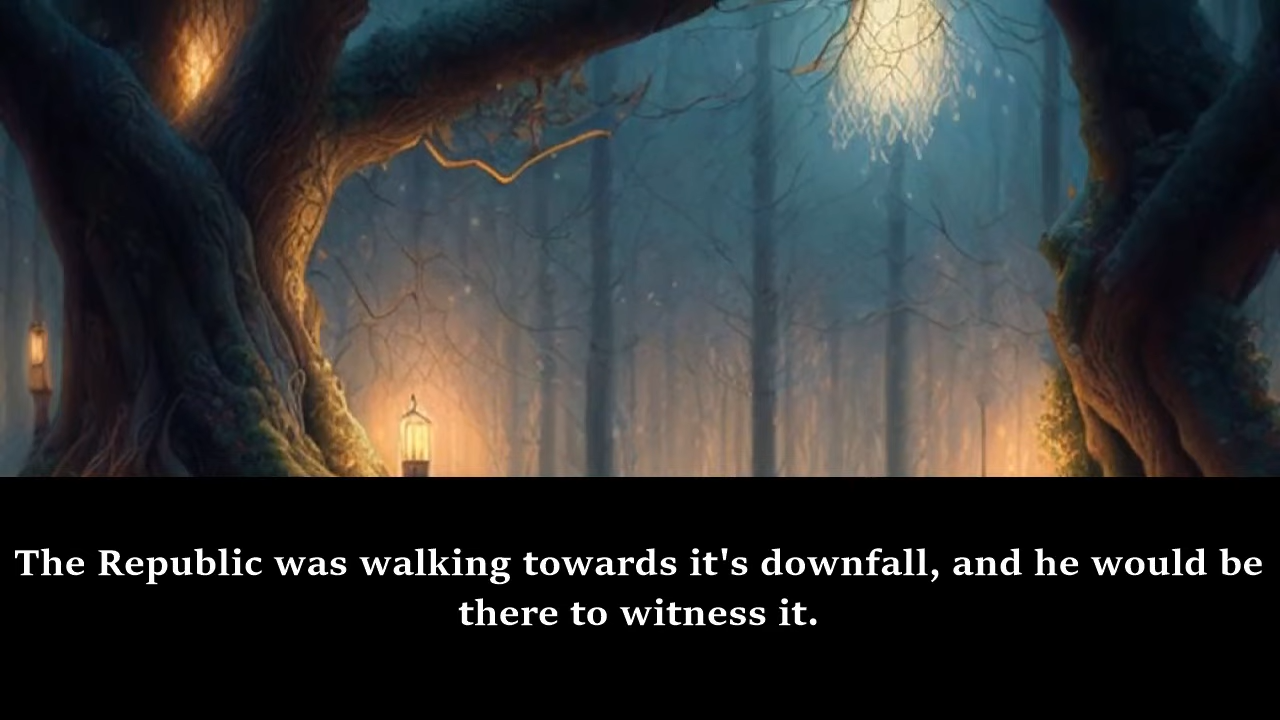 The Republic was walking towards it's downfall, and he would be
there to witness it.